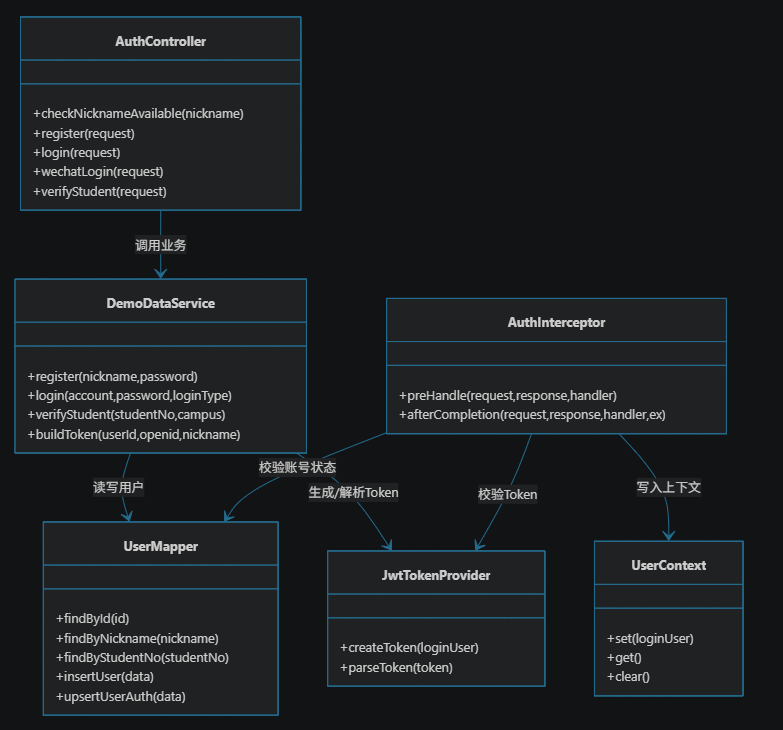 AuthController
+checkNicknameAvailable(nickname)
+register(request)
+login(request)
+wechatLogin(request)
+verifyStudent(request)
调用业务
DemoDataService
+register(nickname,password)
+login(account,password,loginType)
+verifyStudent(studentNo,campus)
+buildToken(userId,openid,nickname)
AuthInterceptor
+preHandle(request,response,handler)
+afterCompletion(request,response,handler,ex)
校验账号状态
读写用户
生成/解析Token
校验Token
写入上下文
UserMapper
+findById(id)
+findByNickname(nickname)
+findByStudentNo(studentNo)
+insertUser(data)
+upsertUserAuth(data)
JwtTokenProvider
+createToken(loginUser)
+parseToken(token)
UserContext
+set(loginUser)
+get()
+clear()